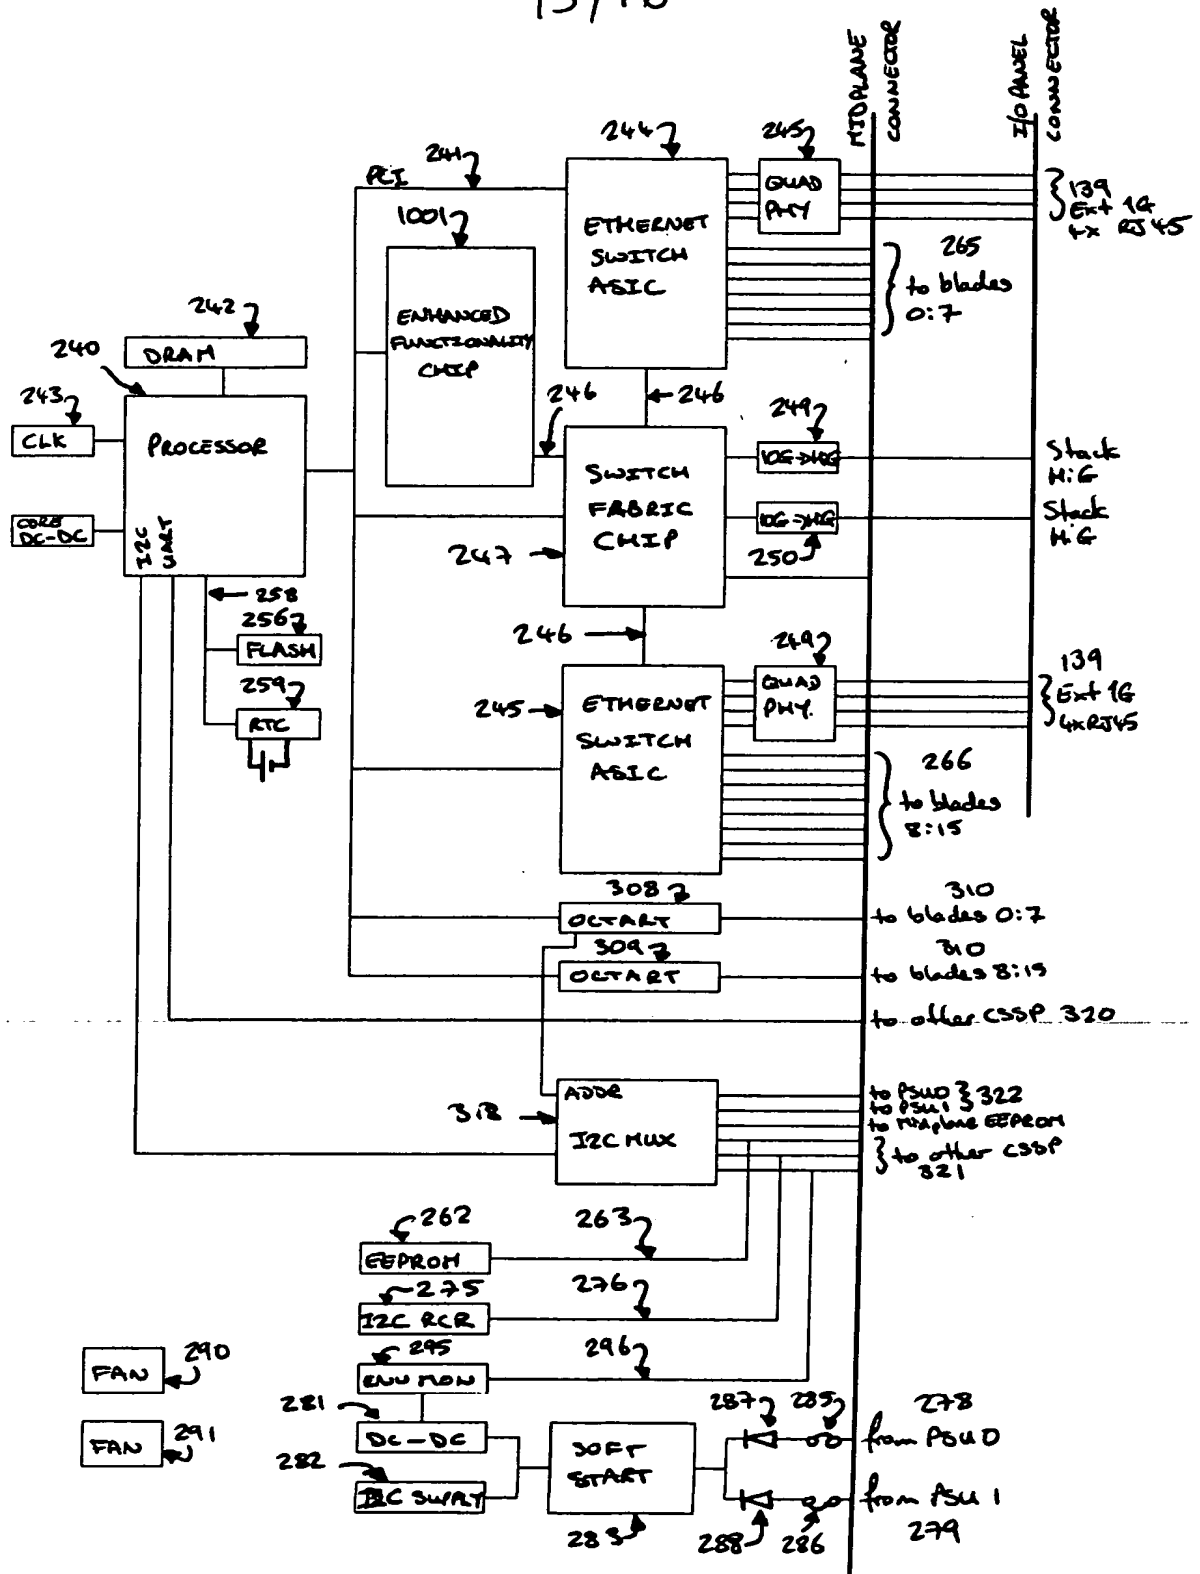 13/18
MIDPLANE
CONNECTOR
I/O PANEL
CONNECTOR
244
245
241
PCI
1001
ETHERNET
SWITCH
ASIC
QUAD
PHY
139
Ext 1G
4x RJ45
265
to blades
0:7
242
DRAM
240
243
CLK
PROCESSOR
CORE
DC-DC
I2C
UART
ENHANCED
FUNCTIONALITY
CHIP
246
246
249
SWITCH
FABRIC
CHIP
10G→HG
Stack
HiG
10G→HG
Stack
HiG
247
250
258
256
FLASH
259
RTC
246
249
245
ETHERNET
SWITCH
ASIC
QUAD
PHY.
139
Ext 1G
4xRJ45
266
to blades
8:15
308
OCTART
310
to blades 0:7
309
OCTART
310
to blades 8:15
to other CSSP 320
318
ADDR
I2C MUX
to PSU0 } 322
to PSU1
to Midplane EEPROM
to other CSSP
321
262
EEPROM
263
275
I2C RCR
276
295
ENV MON
296
FAN
290
FAN
291
281
DC-DC
282
I2C SUPPLY
SOFT
START
283
287
285
278
from PSU0
from PSU 1
279
288
286